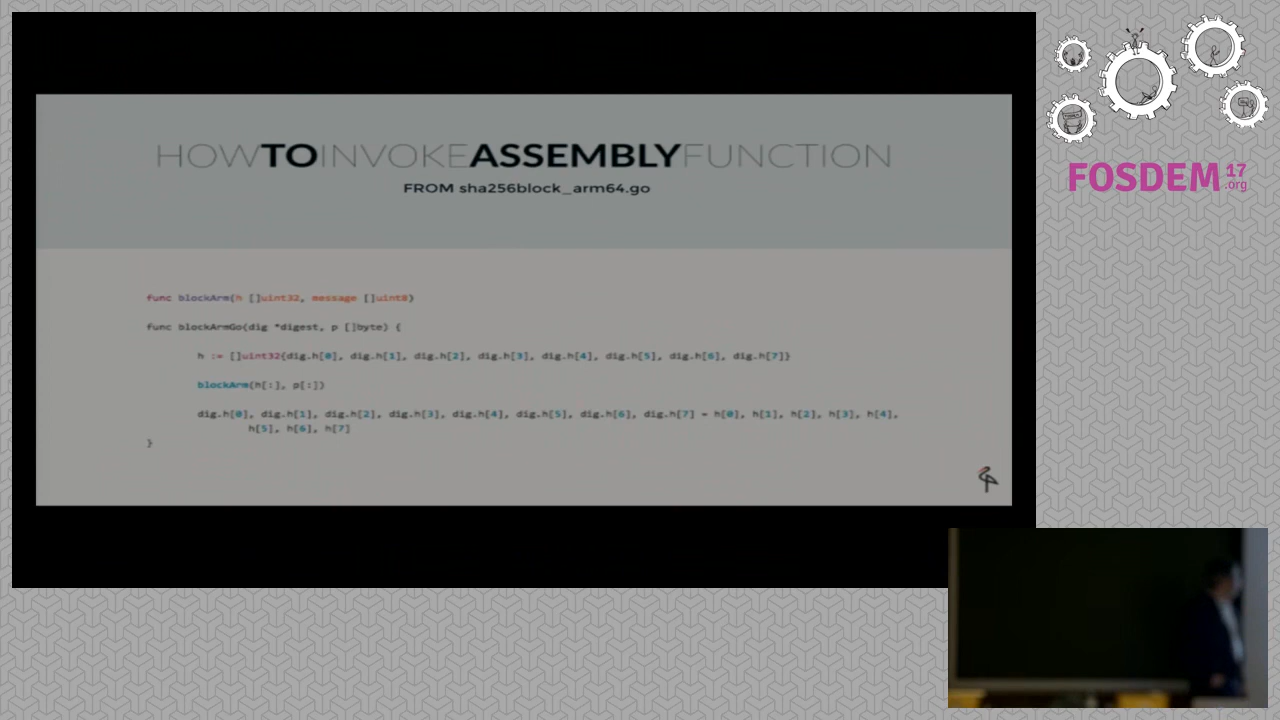 HOWTOINVOKEASSEMBLYFUNCTION
FROM sha256block_arm64.go
func blockArm(h []uint32, message []uint8)
func blockArmGo(dig *digest, p []byte) {
h := []uint32{dig.h[0], dig.h[1], dig.h[2], dig.h[3], dig.h[4], dig.h[5], dig.h[6], dig.h[7]}
blockArm(h[:], p[:])
dig.h[0], dig.h[1], dig.h[2], dig.h[3], dig.h[4], dig.h[5], dig.h[6], dig.h[7] = h[0], h[1], h[2], h[3], h[4],
h[5], h[6], h[7]
}
FOSDEM 17
.org